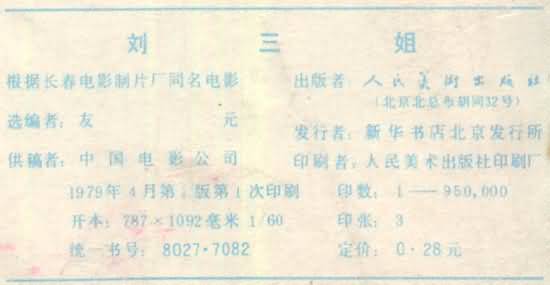 刘三姐
根据长春电影制片厂同名电影
选编者：友元
供稿者：中国电影公司
1979年4月第 版第1次印刷
开本：787×1092毫米 1/60
统一书号：8027·7082
出版者：人民美术出版社
（北京北总布胡同32号）
发行者：新华书店北京发行所
印刷者：人民美术出版社印刷厂
印数：1——950,000
印张：3
定价：0·28元